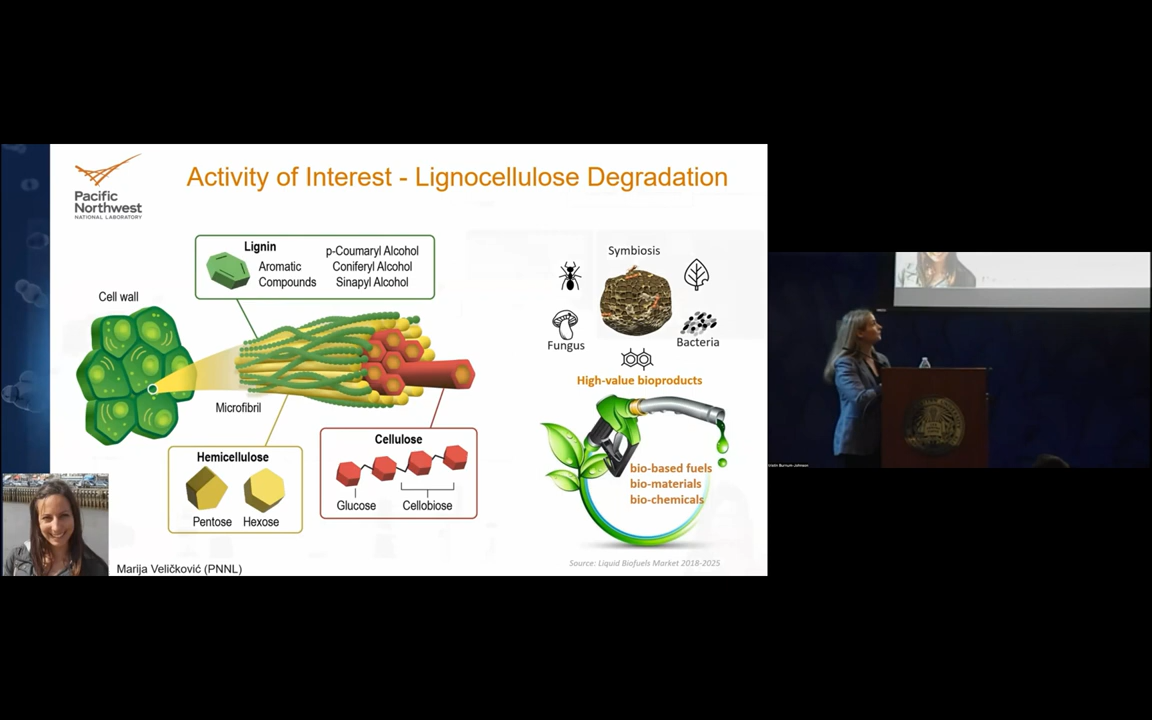 Pacific
Northwest
NATIONAL LABORATORY
Activity of Interest - Lignocellulose Degradation
Lignin
Aromatic
Compounds
p-Coumaryl Alcohol
Coniferyl Alcohol
Sinapyl Alcohol
Cell wall
Microfibril
Hemicellulose
Pentose Hexose
Cellulose
Glucose Cellobiose
Symbiosis
Fungus
Bacteria
High-value bioproducts
bio-based fuels
bio-materials
bio-chemicals
Source: Liquid Biofuels Market 2018-2025
Marija Veličković (PNNL)